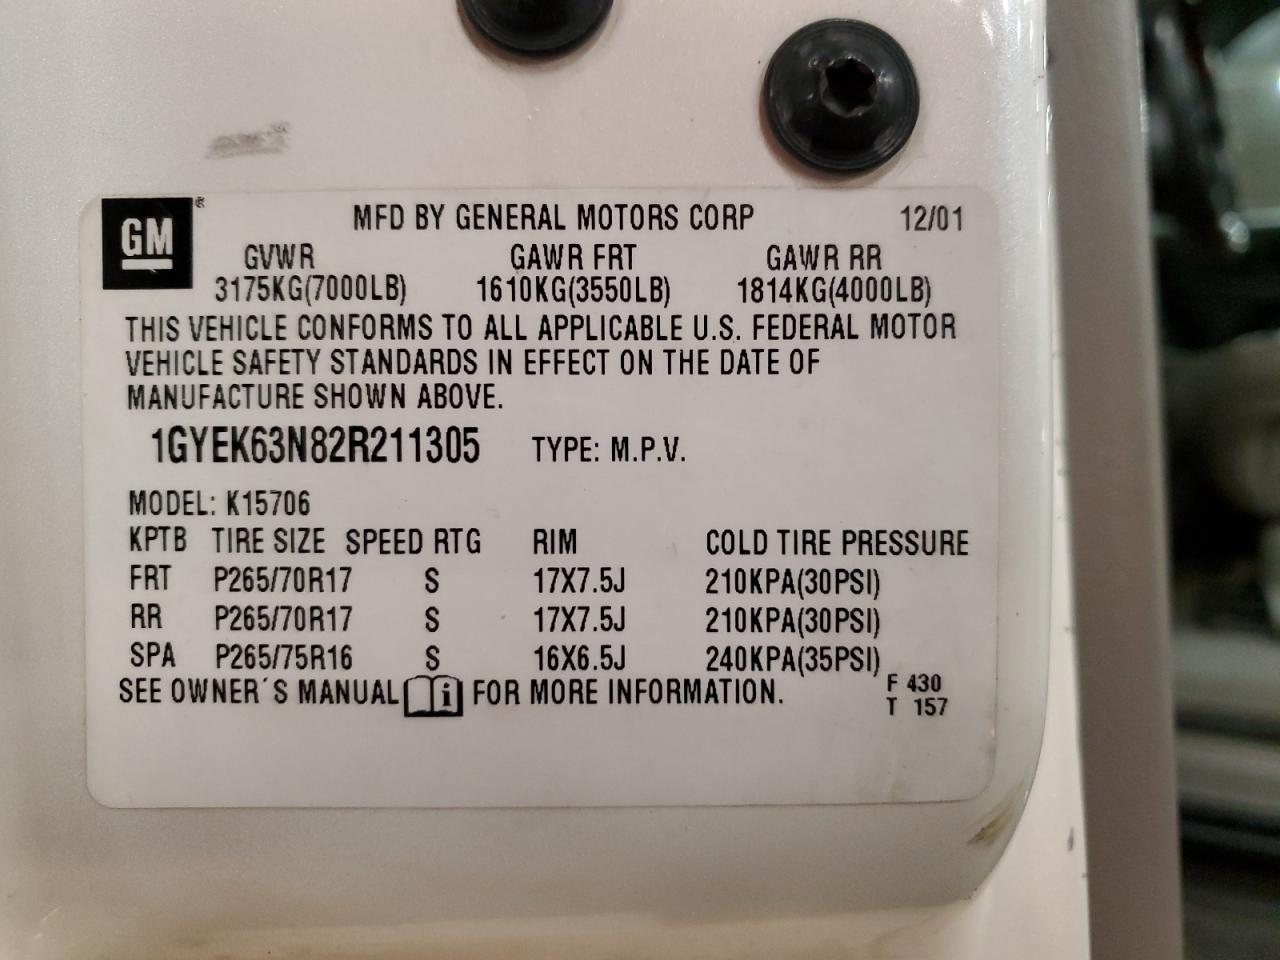 GM ®
MFD BY GENERAL MOTORS CORP 12/01
GVWR GAWR FRT GAWR RR
3175KG(7000LB) 1610KG(3550LB) 1814KG(4000LB)
THIS VEHICLE CONFORMS TO ALL APPLICABLE U.S. FEDERAL MOTOR
VEHICLE SAFETY STANDARDS IN EFFECT ON THE DATE OF
MANUFACTURE SHOWN ABOVE.
1GYEK63N82R211305 TYPE: M.P.V.
MODEL: K15706
KPTB TIRE SIZE SPEED RTG RIM COLD TIRE PRESSURE
FRT P265/70R17 S 17X7.5J 210KPA(30PSI)
RR P265/70R17 S 17X7.5J 210KPA(30PSI)
SPA P265/75R16 S 16X6.5J 240KPA(35PSI)
SEE OWNER´S MANUAL i FOR MORE INFORMATION.
F 430
T 157